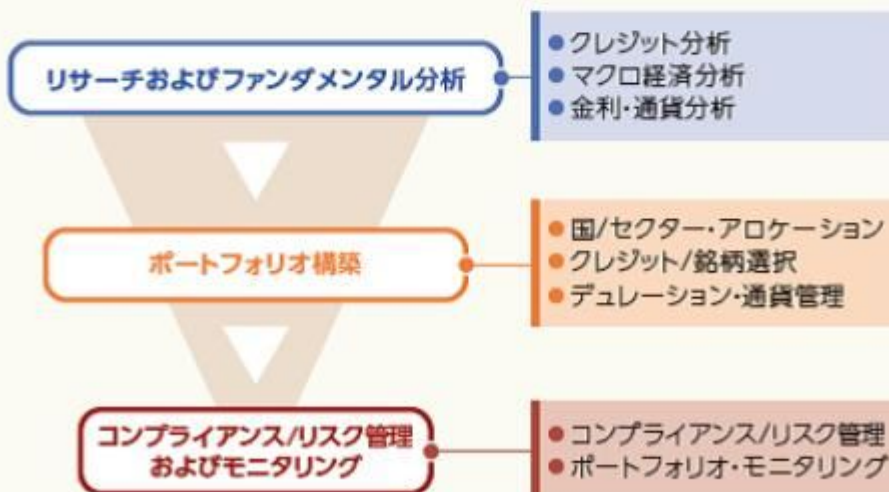 リサーチおよびファンダメンタル分析
●クレジット分析
●マクロ経済分析
●金利・通貨分析
ポートフォリオ構築
●国/セクター・アロケーション
●クレジット/銘柄選択
●デュレーション・通貨管理
コンプライアンス/リスク管理
およびモニタリング
●コンプライアンス/リスク管理
●ポートフォリオ・モニタリング